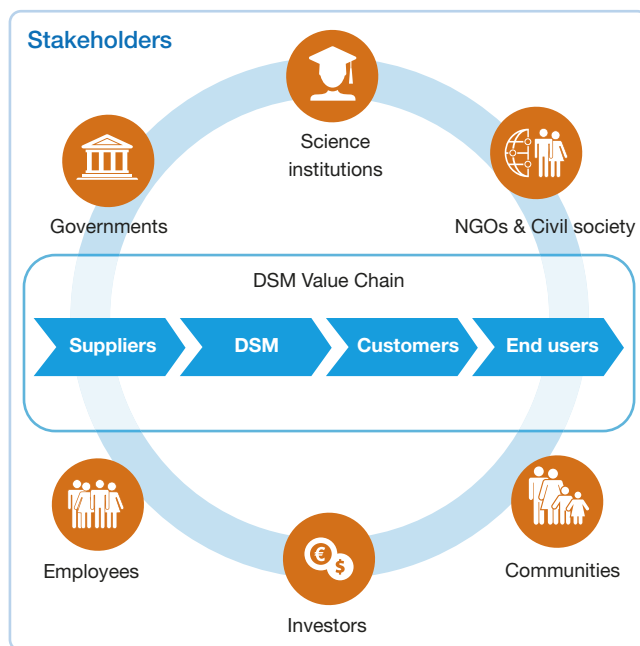 Stakeholders
Science
institutions
Governments
NGOs & Civil society
DSM Value Chain
Suppliers
DSM
Customers
End users
€
$
Employees
Communities
Investors